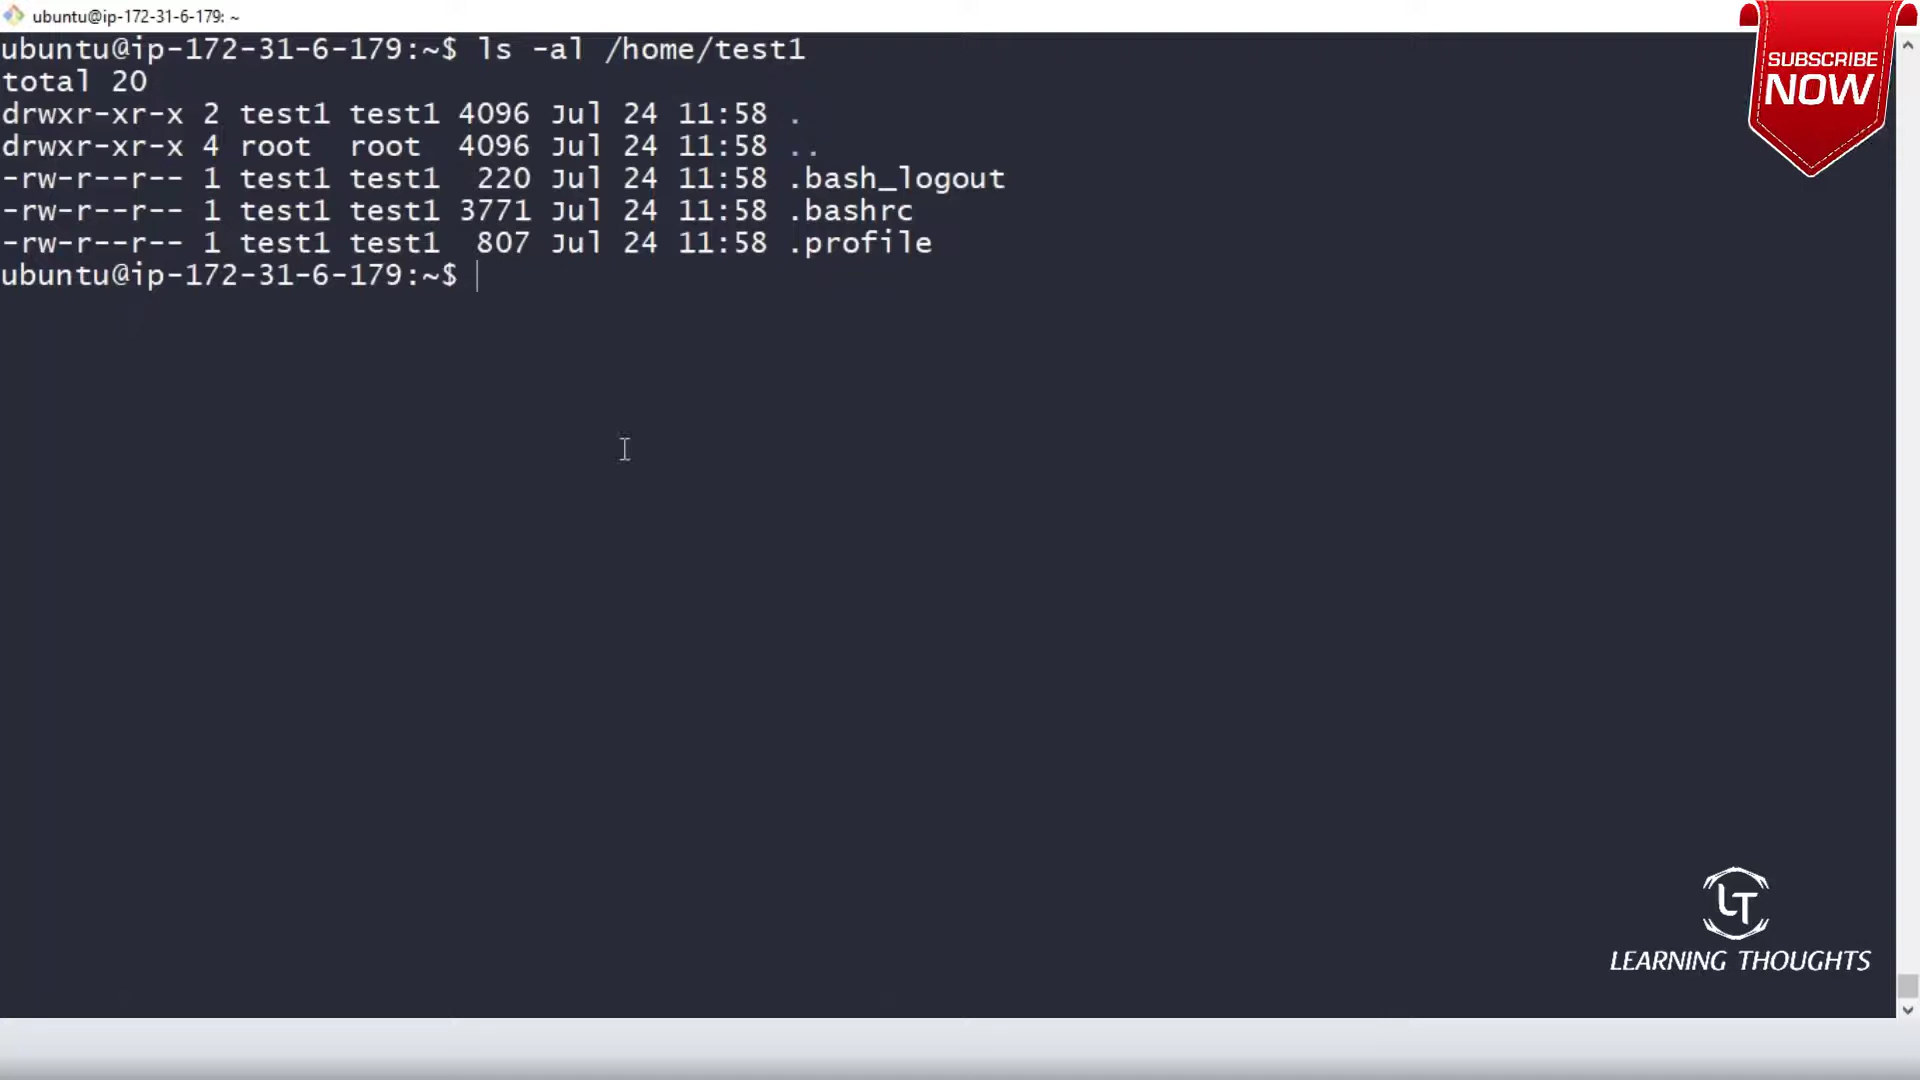 ubuntu@ip-172-31-6-179: ~
ubuntu@ip-172-31-6-179:~$ ls -al /home/test1
total 20
drwxr-xr-x 2 test1 test1 4096 Jul 24 11:58 .
drwxr-xr-x 4 root  root  4096 Jul 24 11:58 ..
-rw-r--r-- 1 test1 test1  220 Jul 24 11:58 .bash_logout
-rw-r--r-- 1 test1 test1 3771 Jul 24 11:58 .bashrc
-rw-r--r-- 1 test1 test1  807 Jul 24 11:58 .profile
ubuntu@ip-172-31-6-179:~$
SUBSCRIBE
NOW
LT
LEARNING THOUGHTS